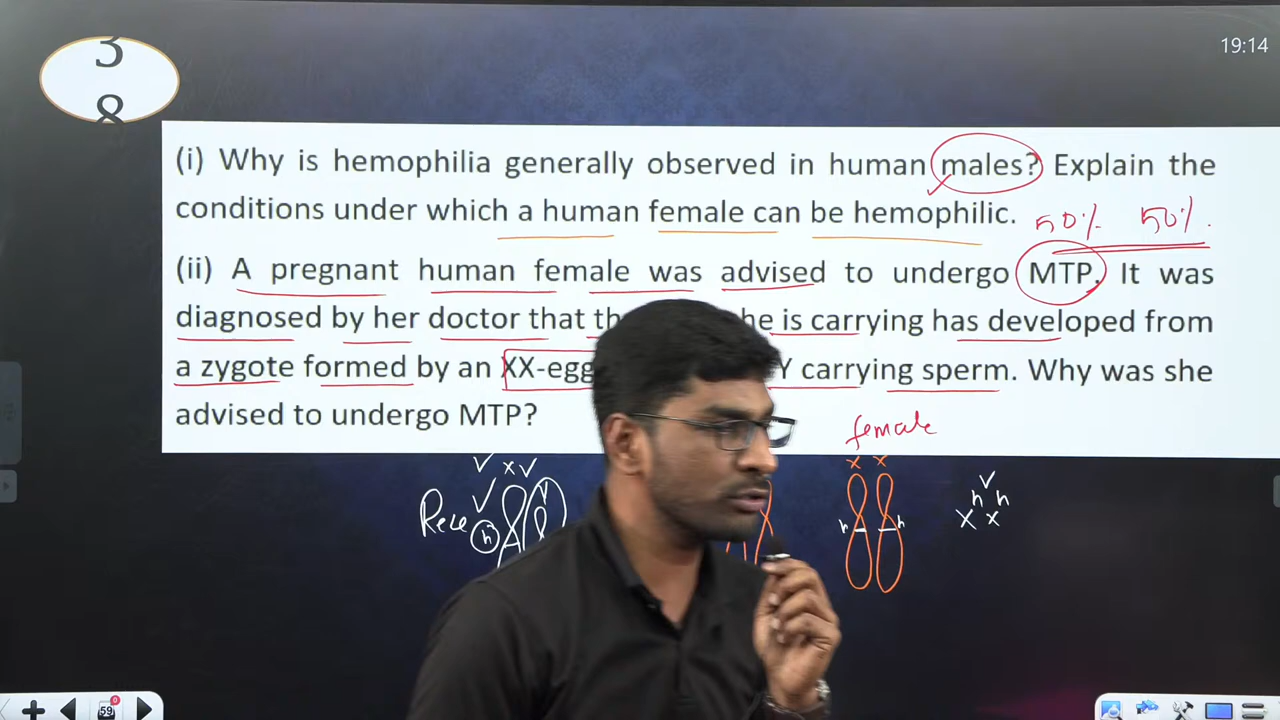 3
8
19:14
(i) Why is hemophilia generally observed in human males? Explain the
conditions under which a human female can be hemophilic.
50% 50%.
(ii) A pregnant human female was advised to undergo MTP. It was
diagnosed by her doctor that th he is carrying has developed from
a zygote formed by an XX-egg Y carrying sperm. Why was she
advised to undergo MTP?
female
x x x
Rece h
h h
h h
x x
59
0